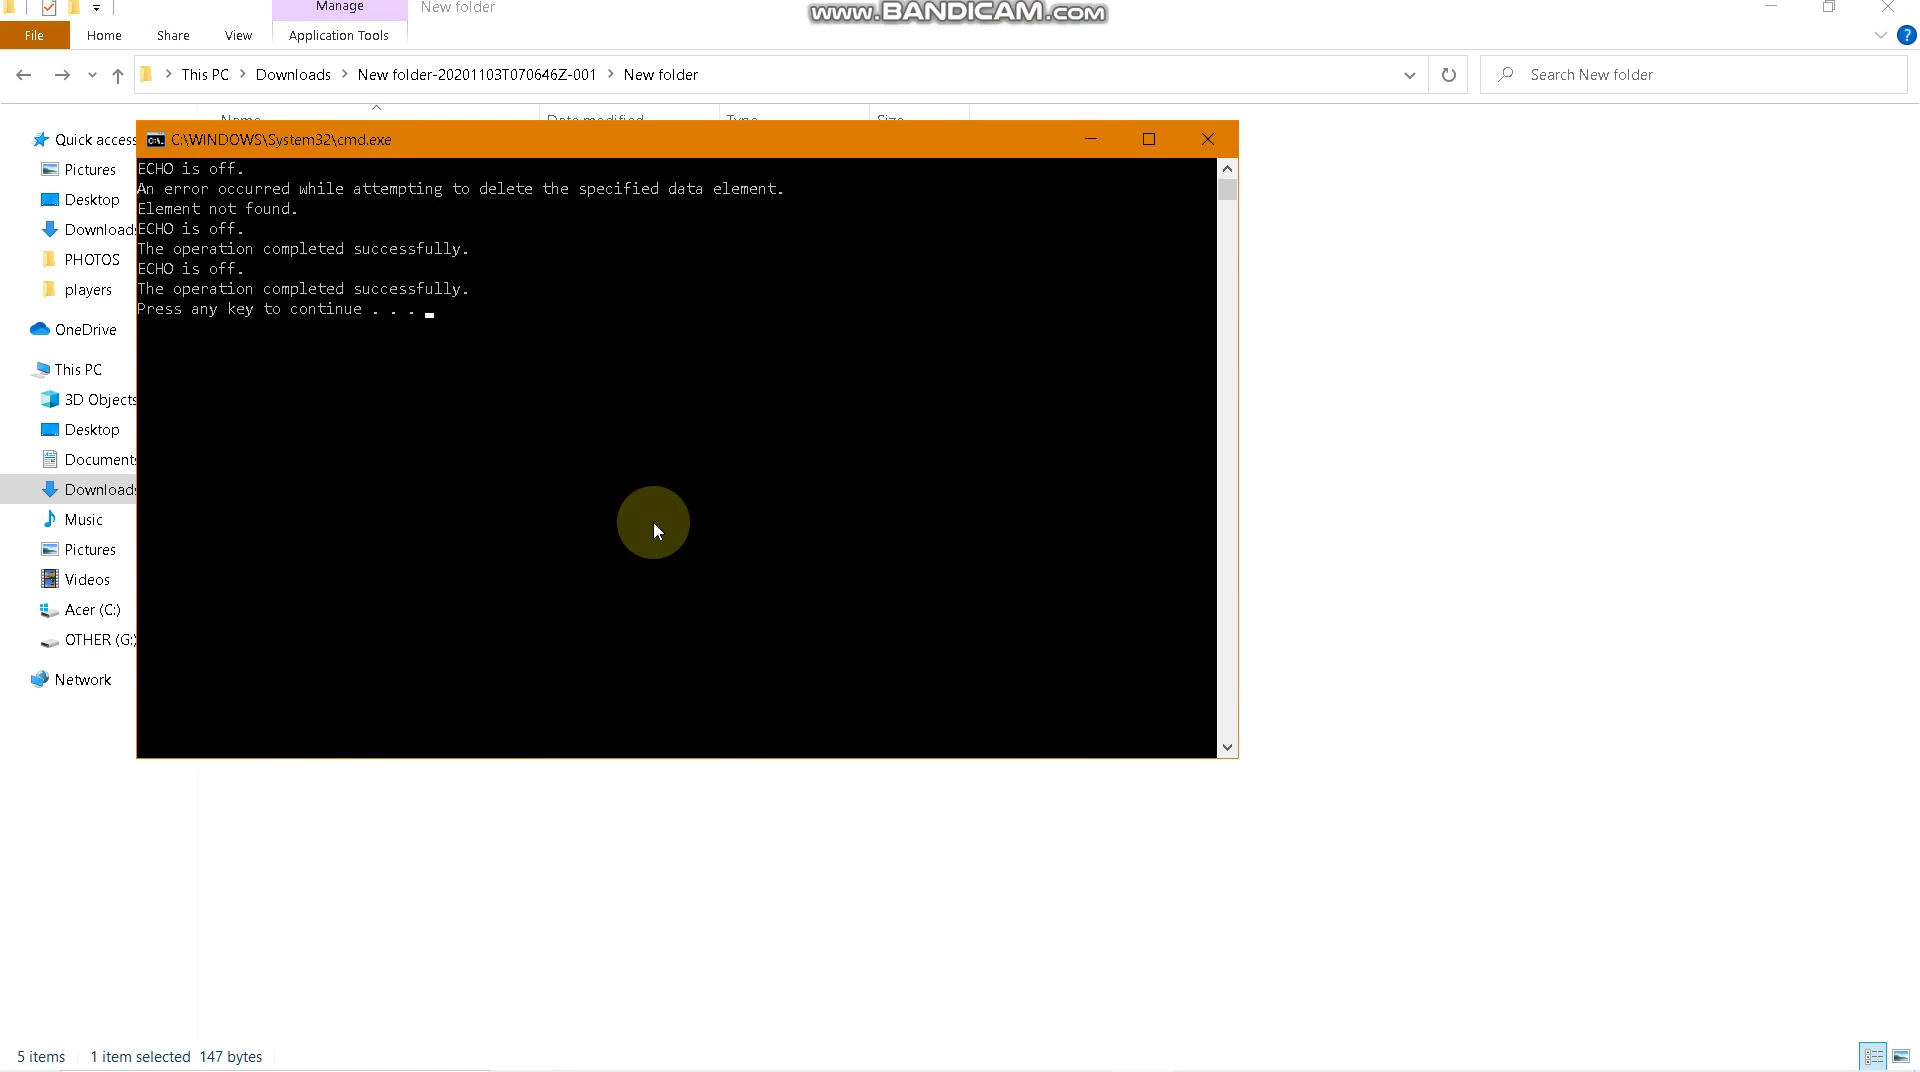 Manage
New folder
www.BANDICAM.com
File
Home
Share
View
Application Tools
This PC
Downloads
New folder-20201103T070646Z-001
New folder
Search New folder
Name
Date modified
Type
Size
C:\WINDOWS\System32\cmd.exe
ECHO is off.
An error occurred while attempting to delete the specified data element.
Element not found.
ECHO is off.
The operation completed successfully.
ECHO is off.
The operation completed successfully.
Press any key to continue . . .
Quick access
Pictures
Desktop
Downloads
PHOTOS
players
OneDrive
This PC
3D Objects
Desktop
Documents
Downloads
Music
Pictures
Videos
Acer (C:)
OTHER (G:)
Network
5 items
1 item selected 147 bytes